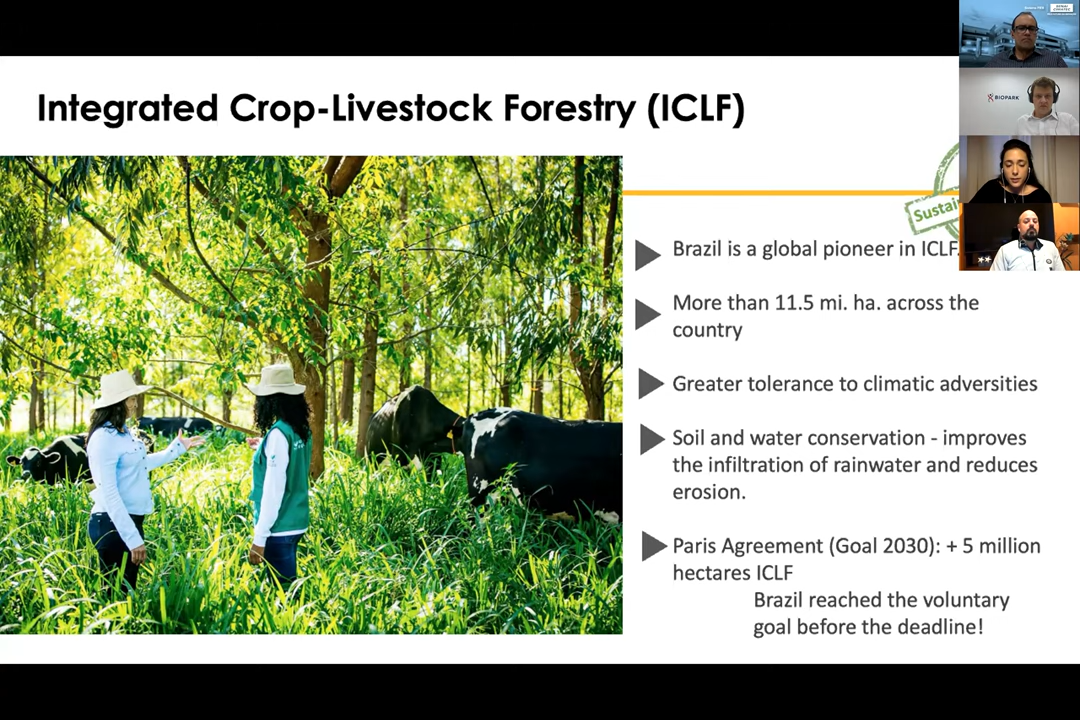 Integrated Crop-Livestock Forestry (ICLF)
BIOPARK
Sustai
Brazil is a global pioneer in ICLF.
More than 11.5 mi. ha. across the
country
Greater tolerance to climatic adversities
Soil and water conservation - improves
the infiltration of rainwater and reduces
erosion.
Paris Agreement (Goal 2030): + 5 million
hectares ICLF
Brazil reached the voluntary
goal before the deadline!